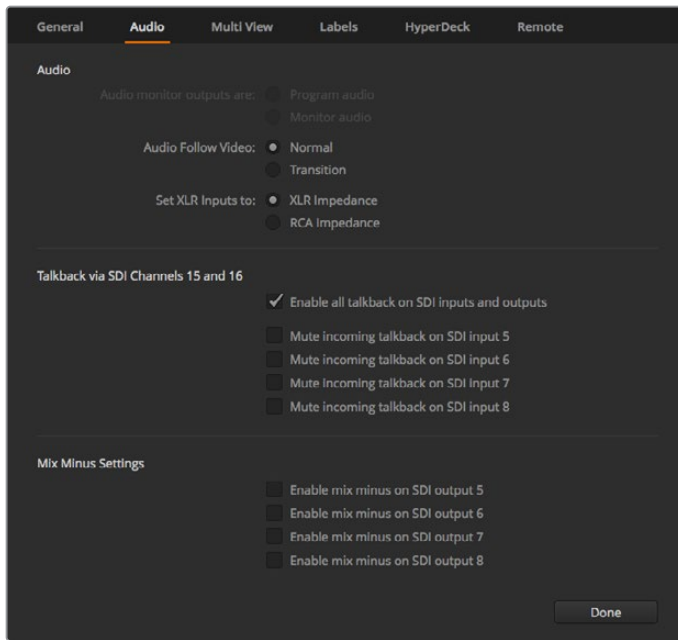 General Audio Multi View Labels HyperDeck Remote
Audio
Audio monitor outputs are: Program audio
Monitor audio
Audio Follow Video: Normal
Transition
Set XLR Inputs to: XLR Impedance
RCA Impedance
Talkback via SDI Channels 15 and 16
Enable all talkback on SDI inputs and outputs
Mute incoming talkback on SDI input 5
Mute incoming talkback on SDI input 6
Mute incoming talkback on SDI input 7
Mute incoming talkback on SDI input 8
Mix Minus Settings
Enable mix minus on SDI output 5
Enable mix minus on SDI output 6
Enable mix minus on SDI output 7
Enable mix minus on SDI output 8
Done